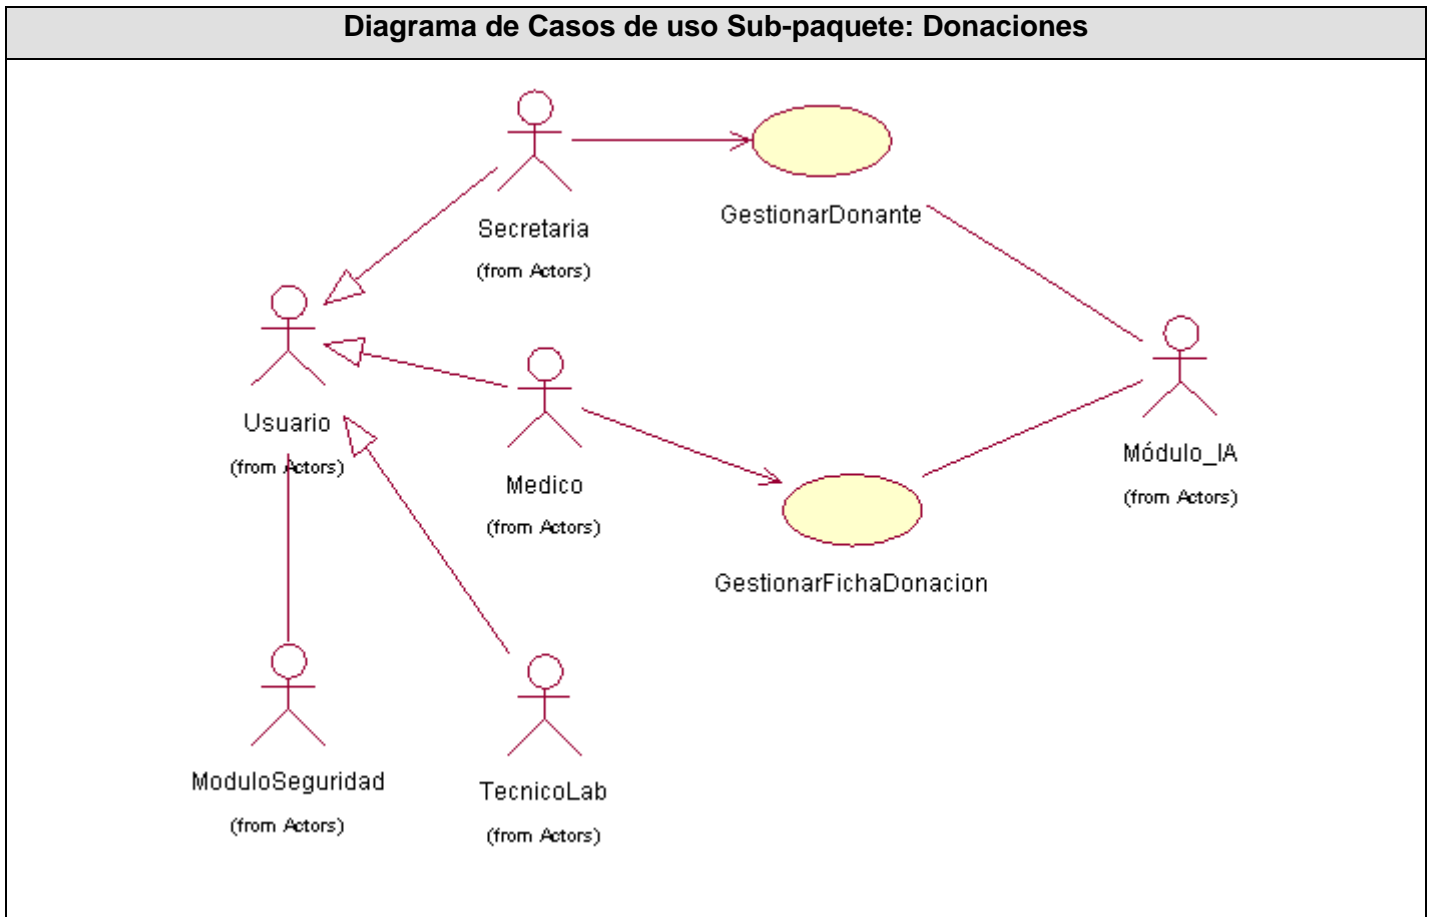 Diagrama de Casos de uso Sub-paquete: Donaciones
Secretaria
(from Actors)
GestionarDonante
Usuario
(from Actors)
Medico
(from Actors)
Módulo_IA
(from Actors)
GestionarFichaDonacion
ModuloSeguridad
(from Actors)
TecnicoLab
(from Actors)